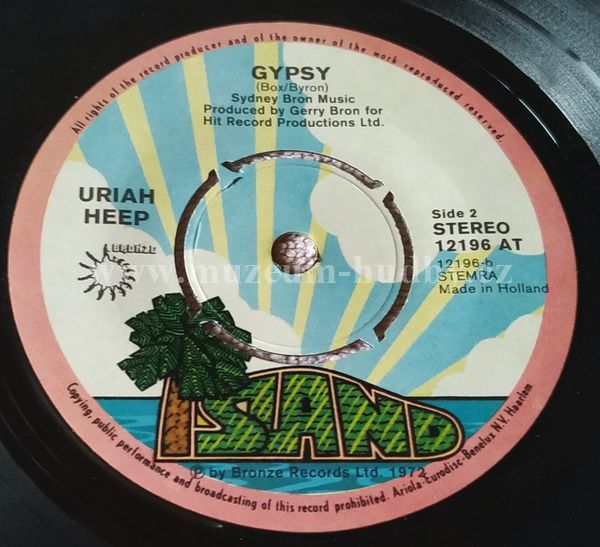 All rights of the record producer and of the owner of the work reproduced reserved.
GYPSY
(Box/Byron)
Sydney Bron Music
Produced by Gerry Bron for
Hit Record Productions Ltd.
URIAH
HEEP
BRONZE
Side 2
STEREO
12196 AT
12196-b
STEMRA
Made in Holland
ISLAND
℗ by Bronze Records Ltd. 1972
Copying, public performance and broadcasting of this record prohibited. Ariola-Eurodisc-Benelux N.V. Haarlem